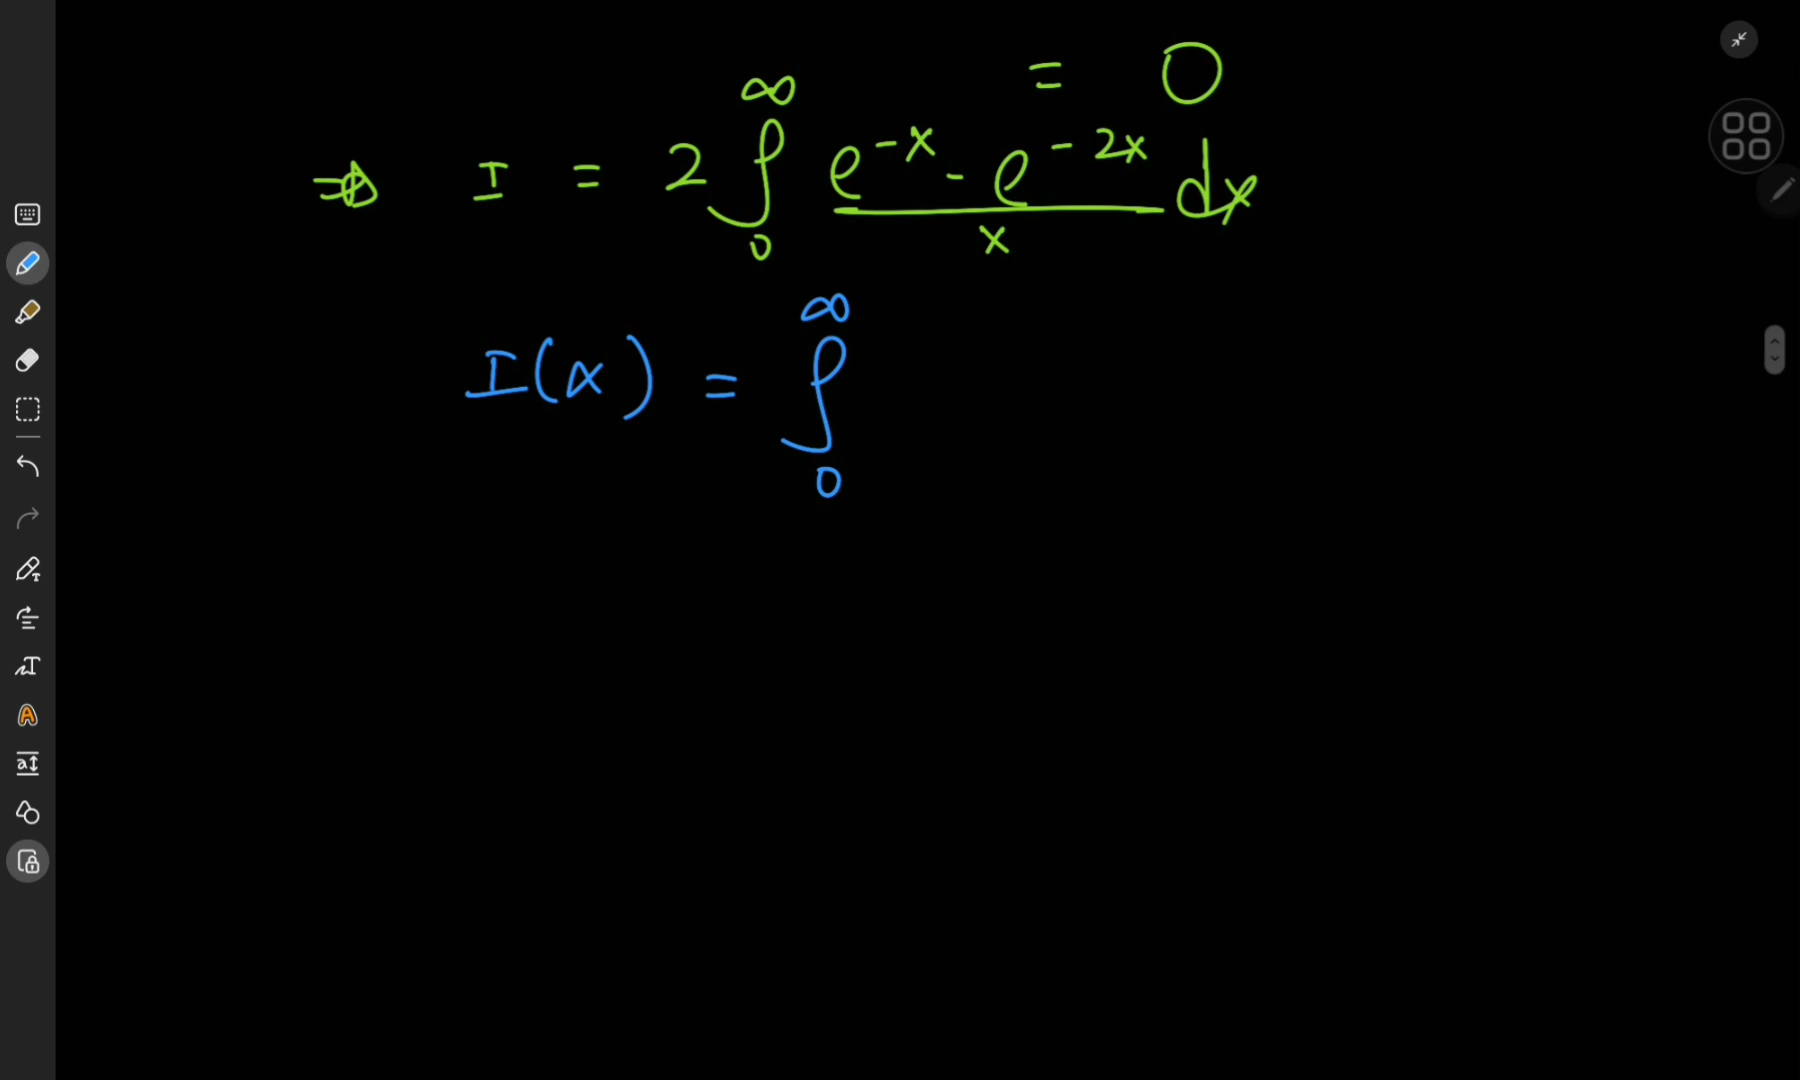 = 0
⇒ I = 2 ∫₀^∞ (e^{-x} - e^{-2x})/x dx
I(α) = ∫₀^∞